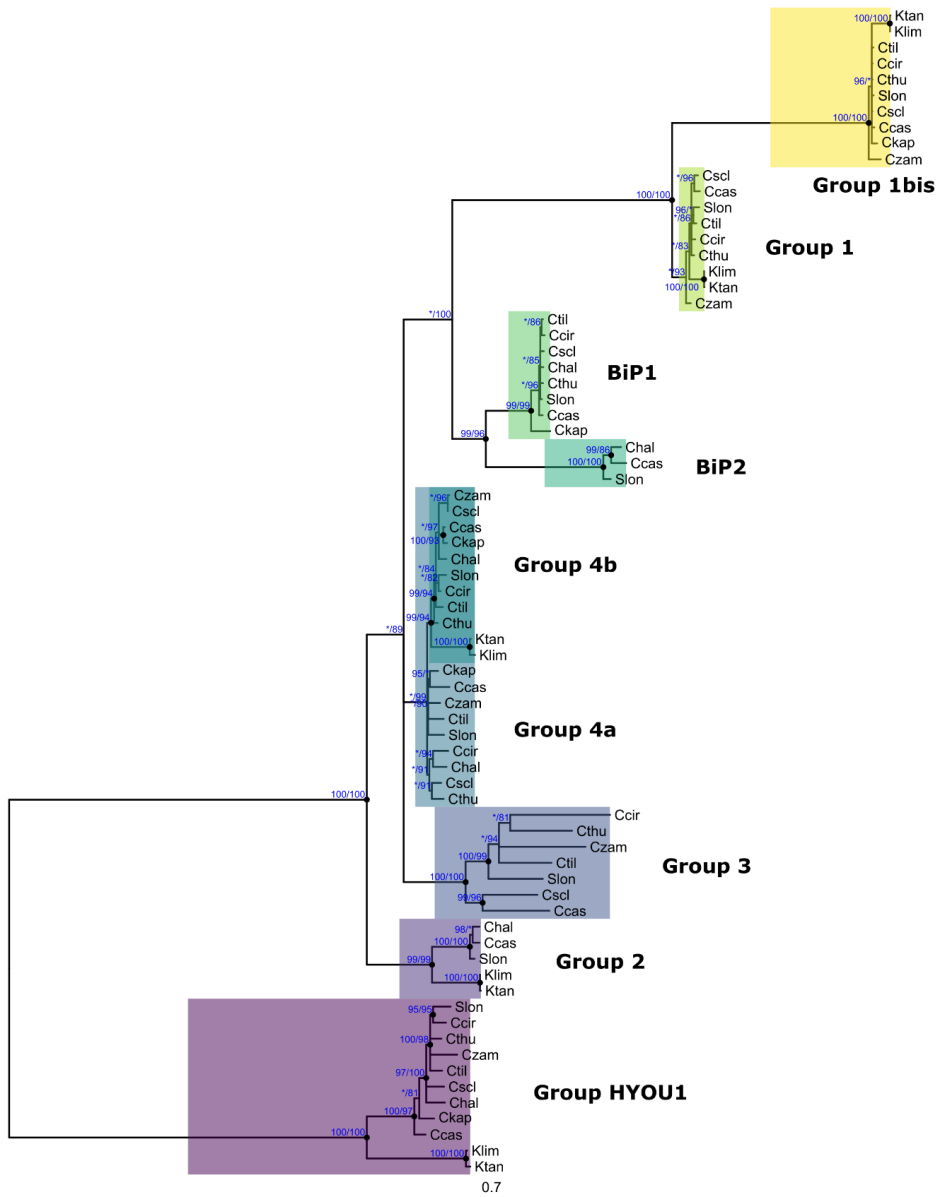 100/100
Ktan
Klim
Ctil
Ccir
96/*
Cthu
Slon
Cscl
100/100
Ccas
Ckap
Czam
Group 1bis
*/96
Cscl
Ccas
100/100
96/*
Slon
*/86
Ctil
Ccir
Group 1
*/83
Cthu
*/93
Klim
100/100
Ktan
Czam
*/100
*/86
Ctil
Ccir
Cscl
*/85
Chal
BiP1
*/96
Cthu
Slon
99/99
Ccas
Ckap
99/96
99/86
Chal
100/100
Ccas
BiP2
Slon
*/96
Czam
Cscl
*/97
Ccas
100/93
Ckap
Chal
Group 4b
*/84
*/82
Slon
99/94
Ccir
Ctil
99/94
Cthu
*/89
100/100
Ktan
Klim
95/*
Ckap
Ccas
*/99
Czam
Ctil
Group 4a
Slon
*/94
Ccir
*/91
Chal
*/91
Cscl
Cthu
100/100
*/81
Ccir
Cthu
*/94
Czam
100/99
Ctil
Group 3
100/100
Slon
99/96
Cscl
Ccas
98/*
Chal
100/100
Ccas
99/99
Slon
Group 2
100/100
Klim
Ktan
95/95
Slon
Ccir
100/98
Cthu
Czam
97/100
Ctil
Cscl
Group HYOU1
*/81
Chal
100/97
Ckap
Ccas
100/100
100/100
Klim
Ktan
0.7